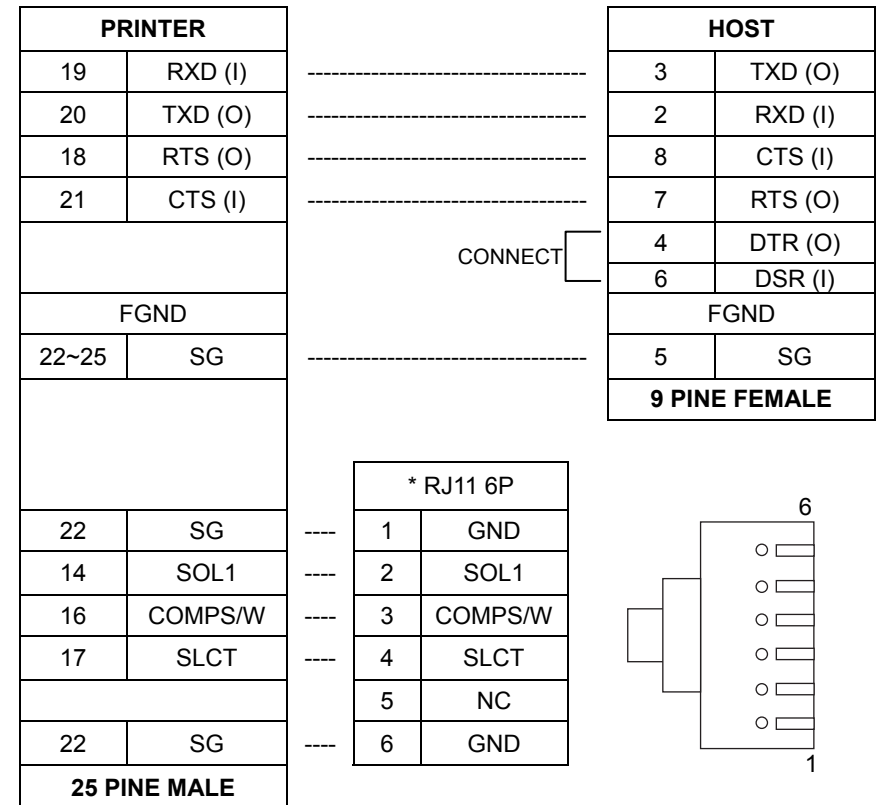 PRINTER HOST
19 RXD (I) ----------------------------------- 3 TXD (O)
20 TXD (O) ----------------------------------- 2 RXD (I)
18 RTS (O) ----------------------------------- 8 CTS (I)
21 CTS (I) ----------------------------------- 7 RTS (O)
CONNECT 4 DTR (O)
6 DSR (I)
FGND FGND
22~25 SG ----------------------------------- 5 SG
9 PINE FEMALE
* RJ11 6P
6
22 SG ---- 1 GND
14 SOL1 ---- 2 SOL1
16 COMPS/W ---- 3 COMPS/W
17 SLCT ---- 4 SLCT
5 NC
22 SG ---- 6 GND
1
25 PINE MALE